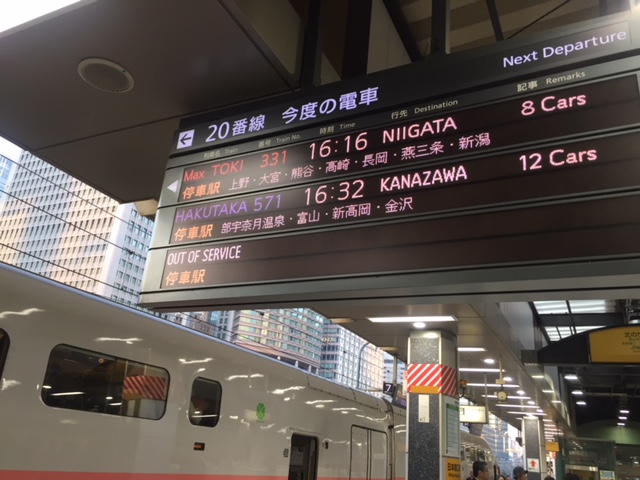 20番線 今度の電車 Next Departure
列車名 Train 番号 Train No. 時刻 Time 行先 Destination 記事 Remarks
Max TOKI 331 16:16 NIIGATA 8 Cars
停車駅 上野・大宮・熊谷・高崎・長岡・燕三条・新潟
HAKUTAKA 571 16:32 KANAZAWA 12 Cars
停車駅 部宇奈月温泉・富山・新高岡・金沢
OUT OF SERVICE
停車駅
7